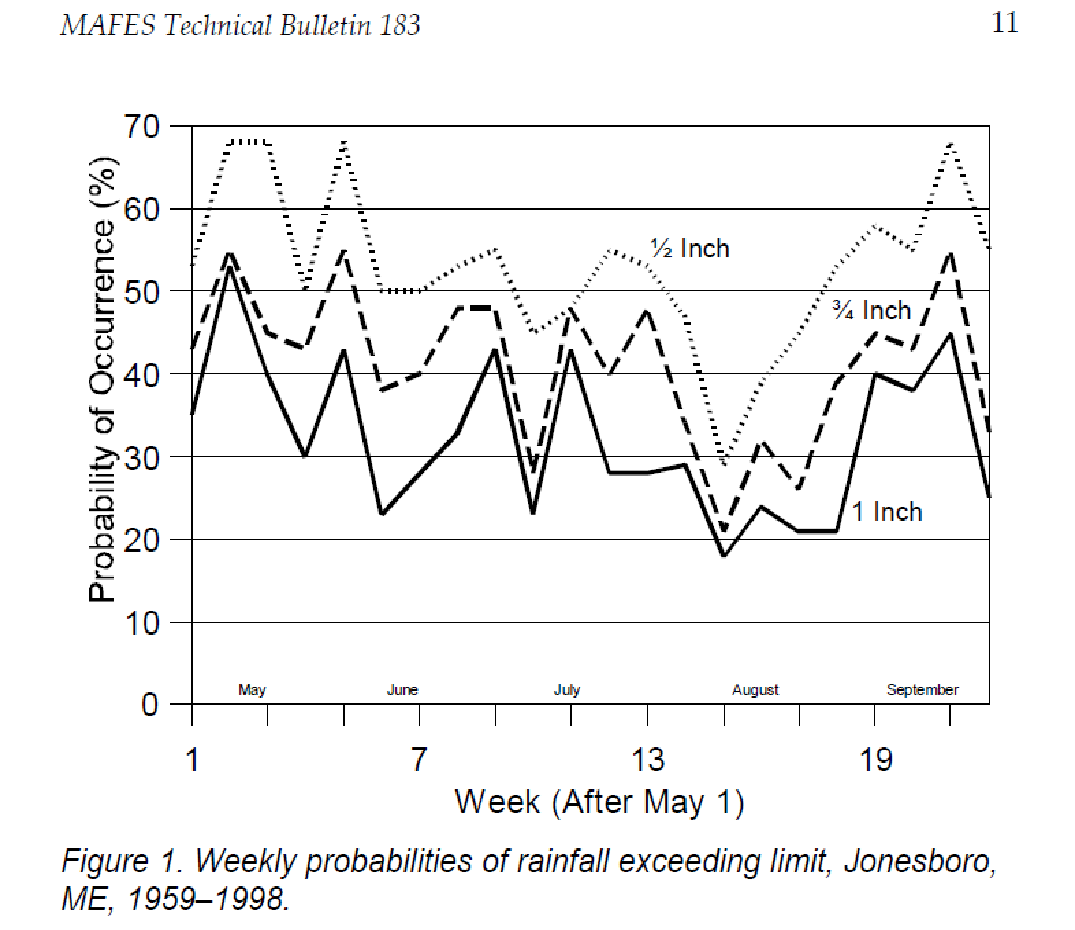 MAFES Technical Bulletin 183 11
70
60
50
40
30
20
10
0
Probability of Occurrence (%)
½ Inch
¾ Inch
1 Inch
May June July August September
1 7 13 19
Week (After May 1)
Figure 1. Weekly probabilities of rainfall exceeding limit, Jonesboro,
ME, 1959–1998.